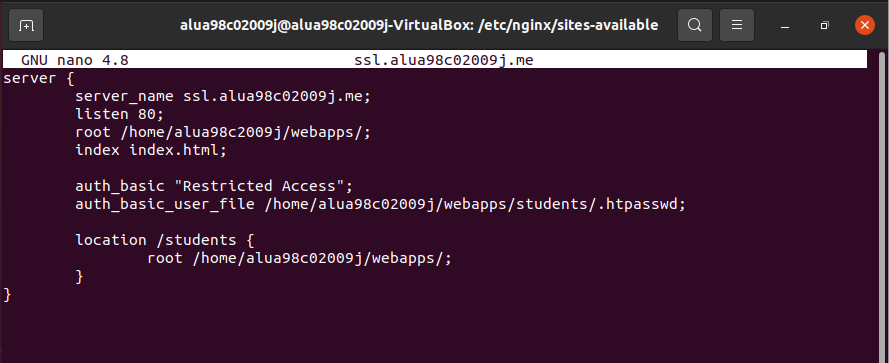 alua98c02009j@alua98c02009j-VirtualBox: /etc/nginx/sites-available
GNU nano 4.8 ssl.alua98c02009j.me
server {
server_name ssl.alua98c02009j.me;
listen 80;
root /home/alua98c2009j/webapps/;
index index.html;
auth_basic "Restricted Access";
auth_basic_user_file /home/alua98c02009j/webapps/students/.htpasswd;
location /students {
root /home/alua98c02009j/webapps/;
}
}